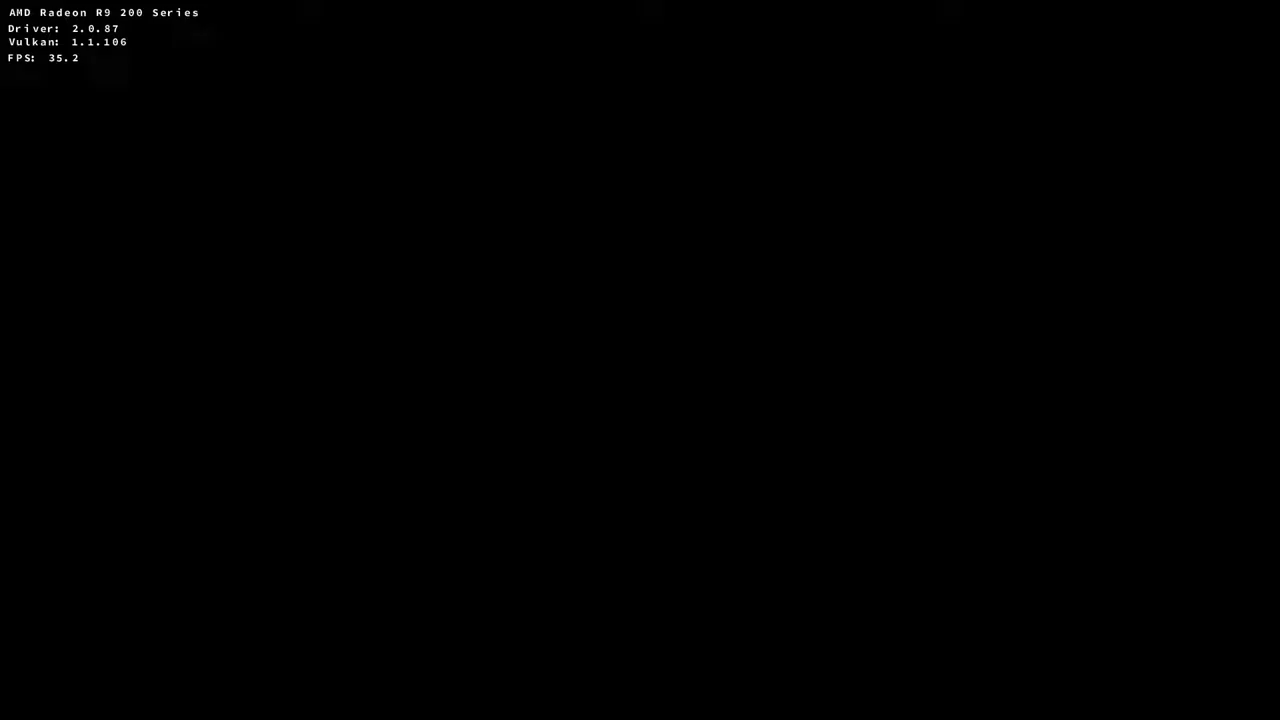 AMD Radeon R9 200 Series
Driver: 2.0.87
Vulkan: 1.1.106
FPS: 35.2